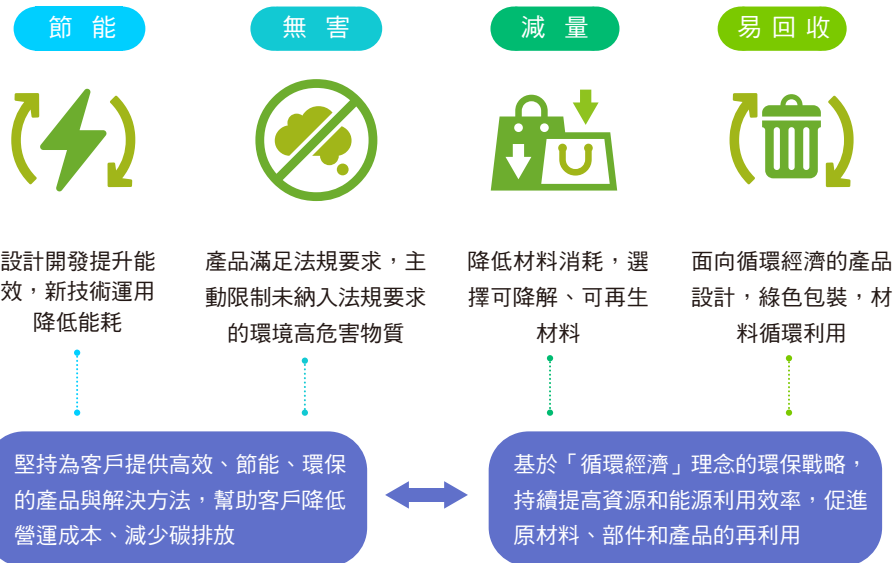 節能
無害
減量
易回收
設計開發提升能
效，新技術運用
降低能耗
產品滿足法規要求，主
動限制未納入法規要求
的環境高危害物質
降低材料消耗，選
擇可降解、可再生
材料
面向循環經濟的產品
設計，綠色包裝，材
料循環利用
堅持為客戶提供高效、節能、環保
的產品與解決方法，幫助客戶降低
營運成本、減少碳排放
基於「循環經濟」理念的環保戰略，
持續提高資源和能源利用效率，促進
原材料、部件和產品的再利用